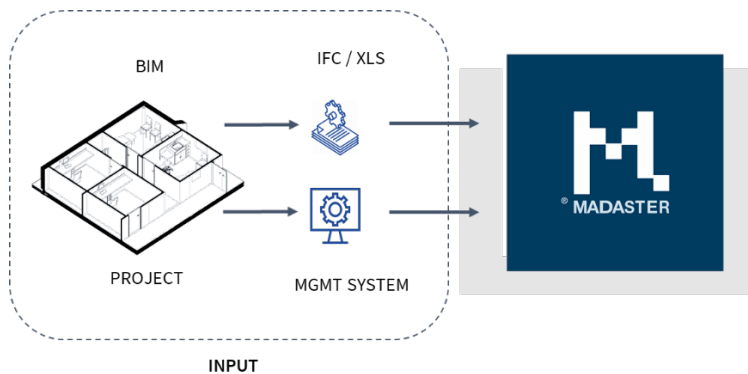 BIM
IFC / XLS
PROJECT
MGMT SYSTEM
INPUT
® MADASTER